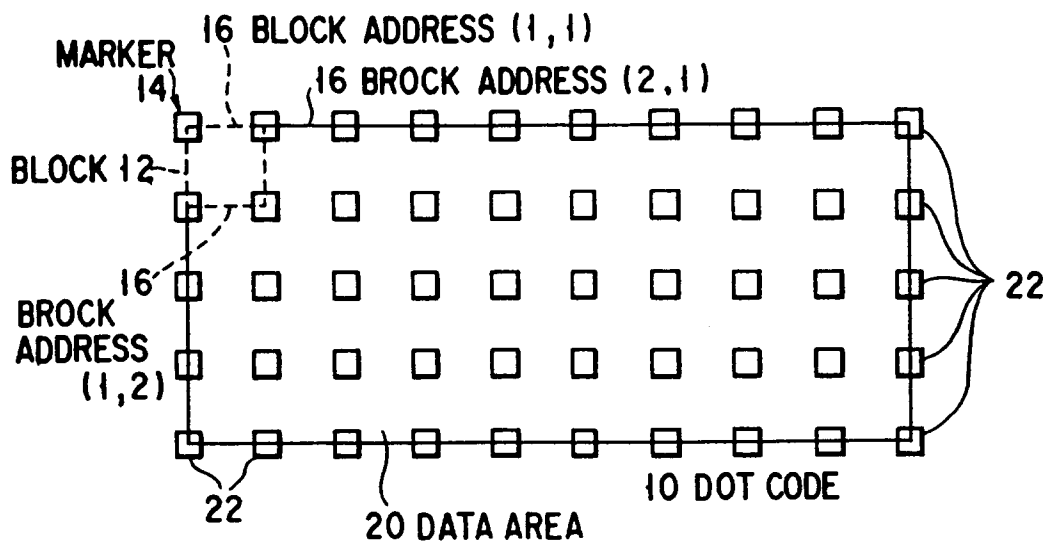 16 BLOCK ADDRESS (1,1)
MARKER
14
16 BROCK ADDRESS (2,1)
BLOCK 12
16
BROCK
ADDRESS
(1,2)
22
22
10 DOT CODE
20 DATA AREA